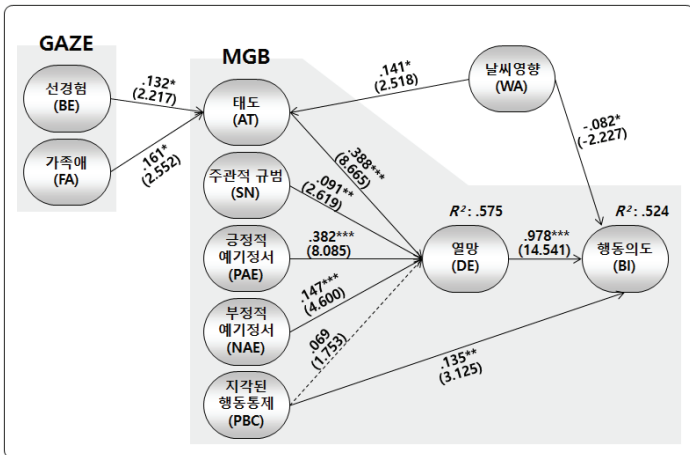 GAZE
MGB
선경험
(BE)
가족애
(FA)
.132*
(2.217)
.161*
(2.552)
태도
(AT)
주관적 규범
(SN)
긍정적
예기정서
(PAE)
부정적
예기정서
(NAE)
지각된
행동통제
(PBC)
.141*
(2.518)
날씨영향
(WA)
-.082*
(-2.227)
.388***
(8.665)
.091**
(2.619)
.382***
(8.085)
.147***
(4.600)
.069
(1.753)
R² : .575
열망
(DE)
.978***
(14.541)
R² : .524
행동의도
(BI)
.135**
(3.125)